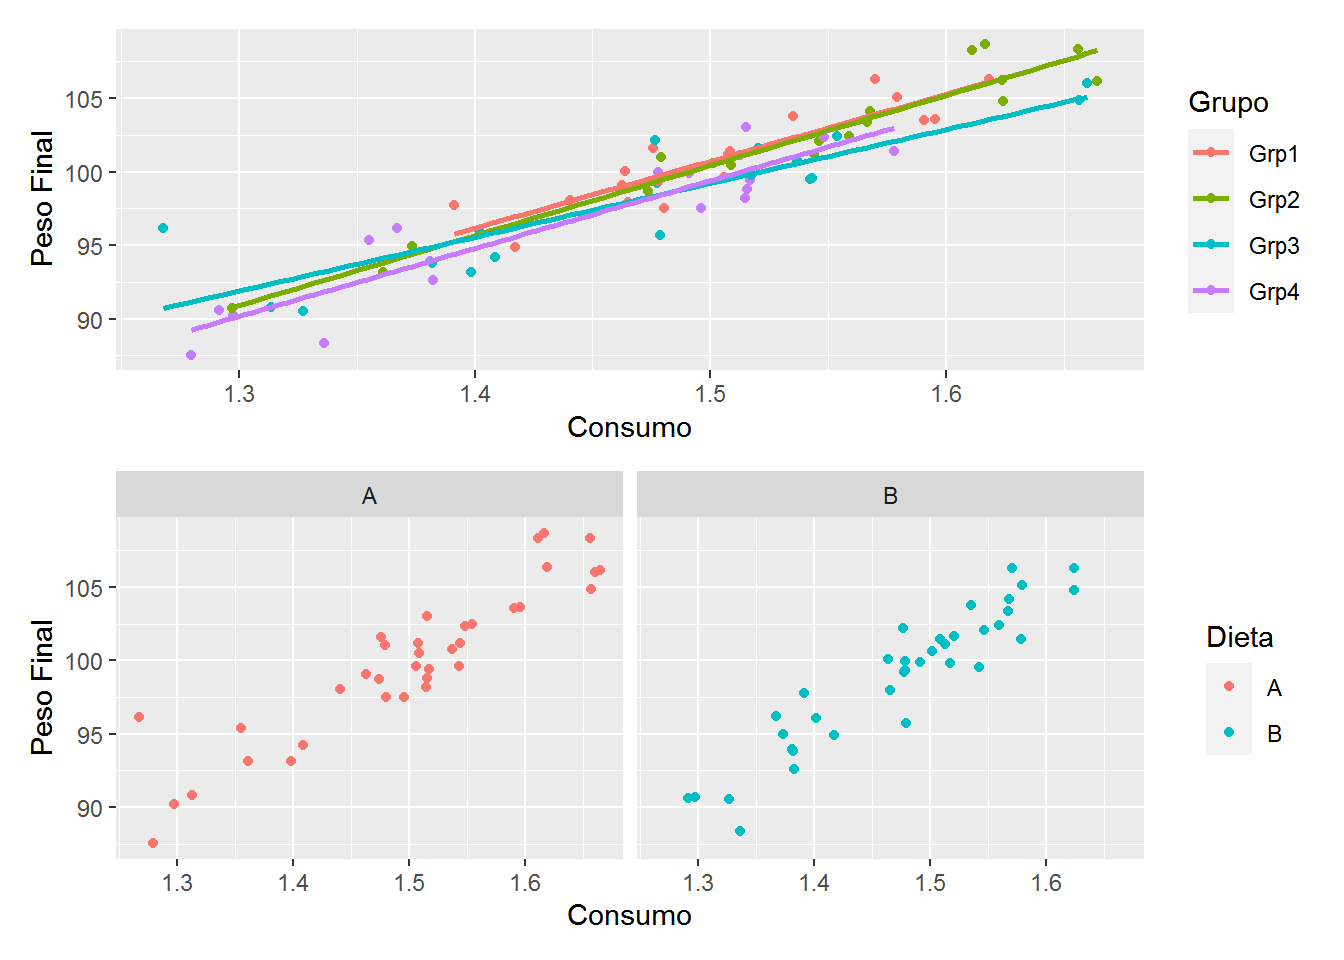 Peso Final
105
100
95
90
1.3 1.4 1.5 1.6
Consumo
Grupo
Grp1
Grp2
Grp3
Grp4
A B
Peso Final
105
100
95
90
1.3 1.4 1.5 1.6 1.3 1.4 1.5 1.6
Consumo
Dieta
A
B